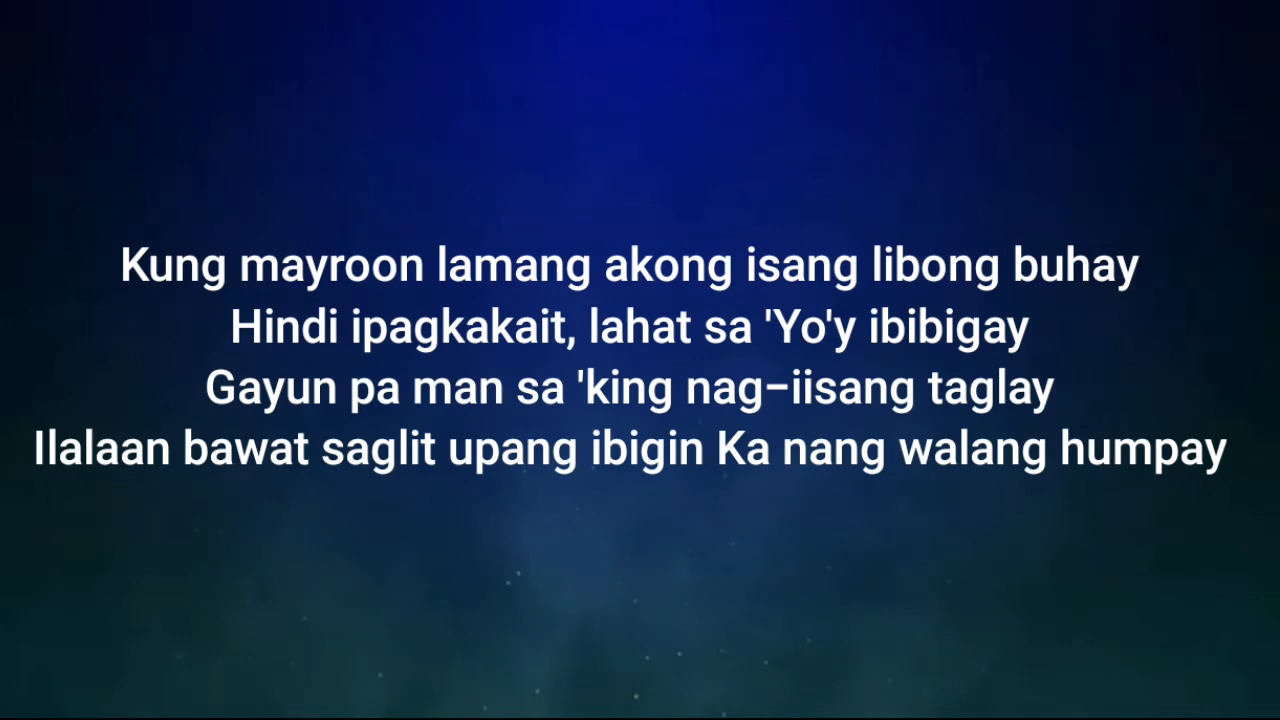 Kung mayroon lamang akong isang libong buhay
Hindi ipagkakait, lahat sa 'Yo'y ibibigay
Gayun pa man sa 'king nag-iisang taglay
Ilalaan bawat saglit upang ibigin Ka nang walang humpay